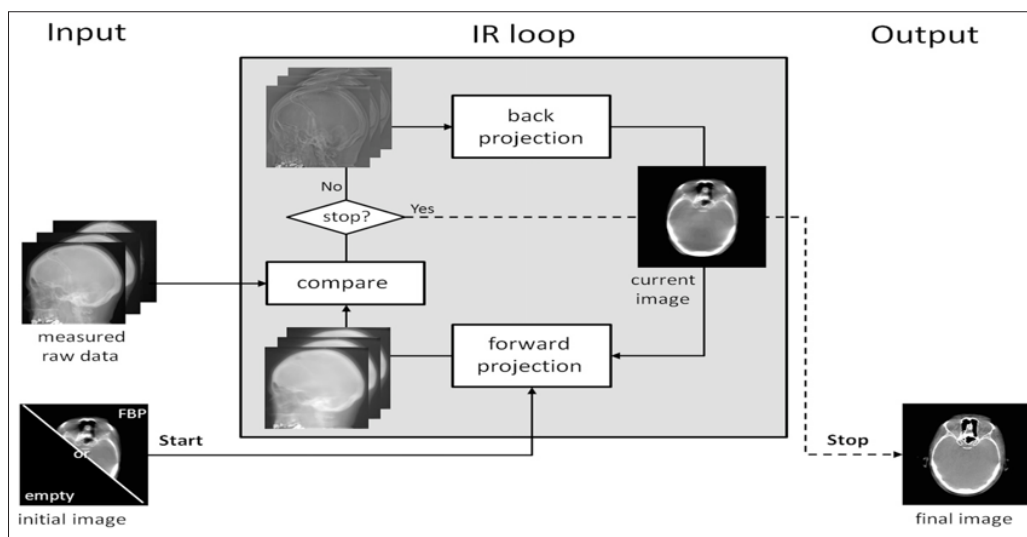 Input
IR loop
Output
back
projection
No
stop?
Yes
compare
current
image
measured
raw data
forward
projection
FBP
or
empty
Start
Stop
initial image
final image